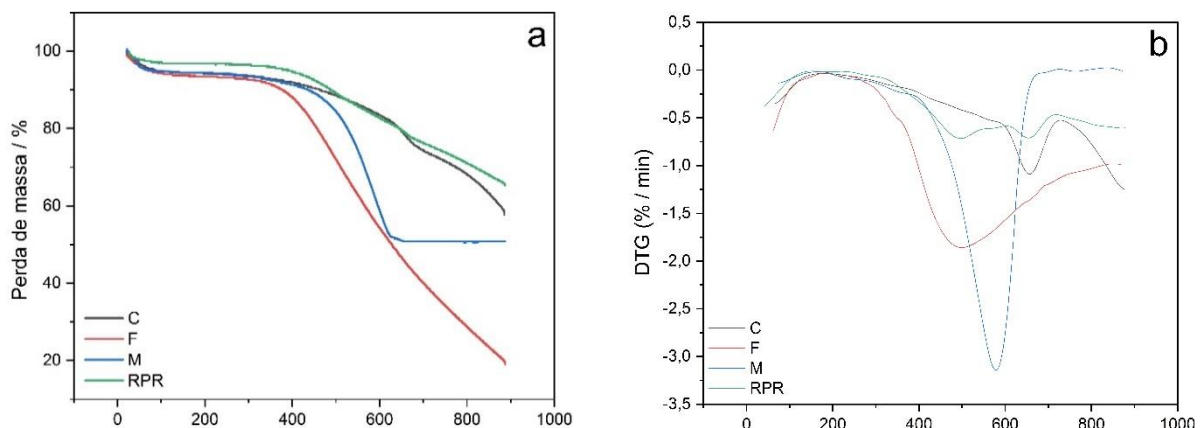 a
Perda de massa / %
100
80
60
40
20
C
F
M
RPR
0 200 400 600 800 1000
b
DTG (% / min)
0,5
0,0
-0,5
-1,0
-1,5
-2,0
-2,5
-3,0
-3,5
C
F
M
RPR
0 200 400 600 800 1000